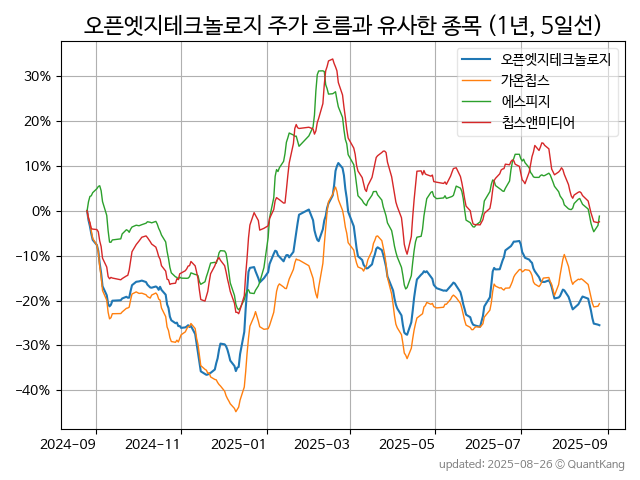 오픈엣지테크놀로지 주가 흐름과 유사한 종목 (1년, 5일선)
오픈엣지테크놀로지
가온칩스
에스피지
칩스앤미디어
30%
20%
10%
0%
−10%
−20%
−30%
−40%
2024-09
2024-11
2025-01
2025-03
2025-05
2025-07
2025-09
updated: 2025-08-26 © QuantKang